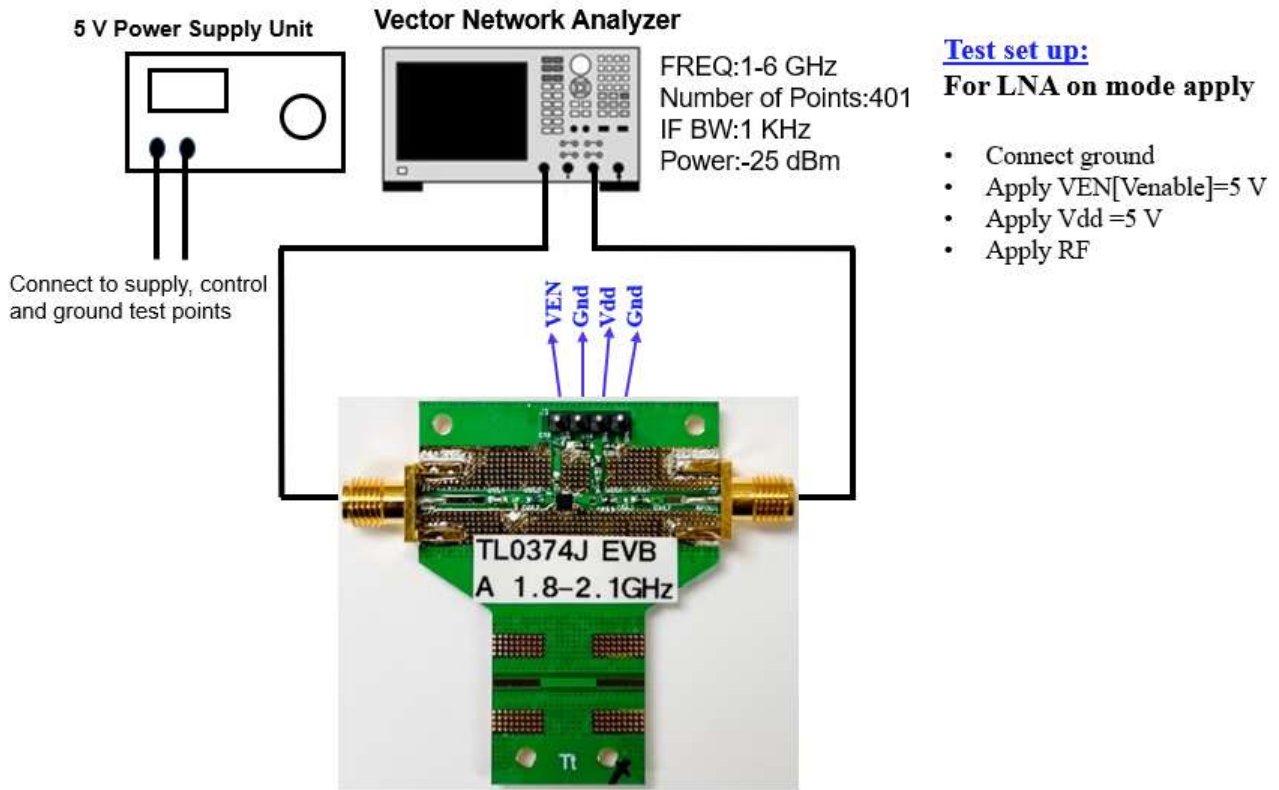 5 V Power Supply Unit
Vector Network Analyzer
FREQ:1-6 GHz
Number of Points:401
IF BW:1 KHz
Power:-25 dBm
Test set up:
For LNA on mode apply
• Connect ground
• Apply VEN[Venable]=5 V
• Apply Vdd =5 V
• Apply RF
Connect to supply, control
and ground test points
VEN
Gnd
Vdd
Gnd
TL0374J EVB
A 1.8-2.1GHz
Tt